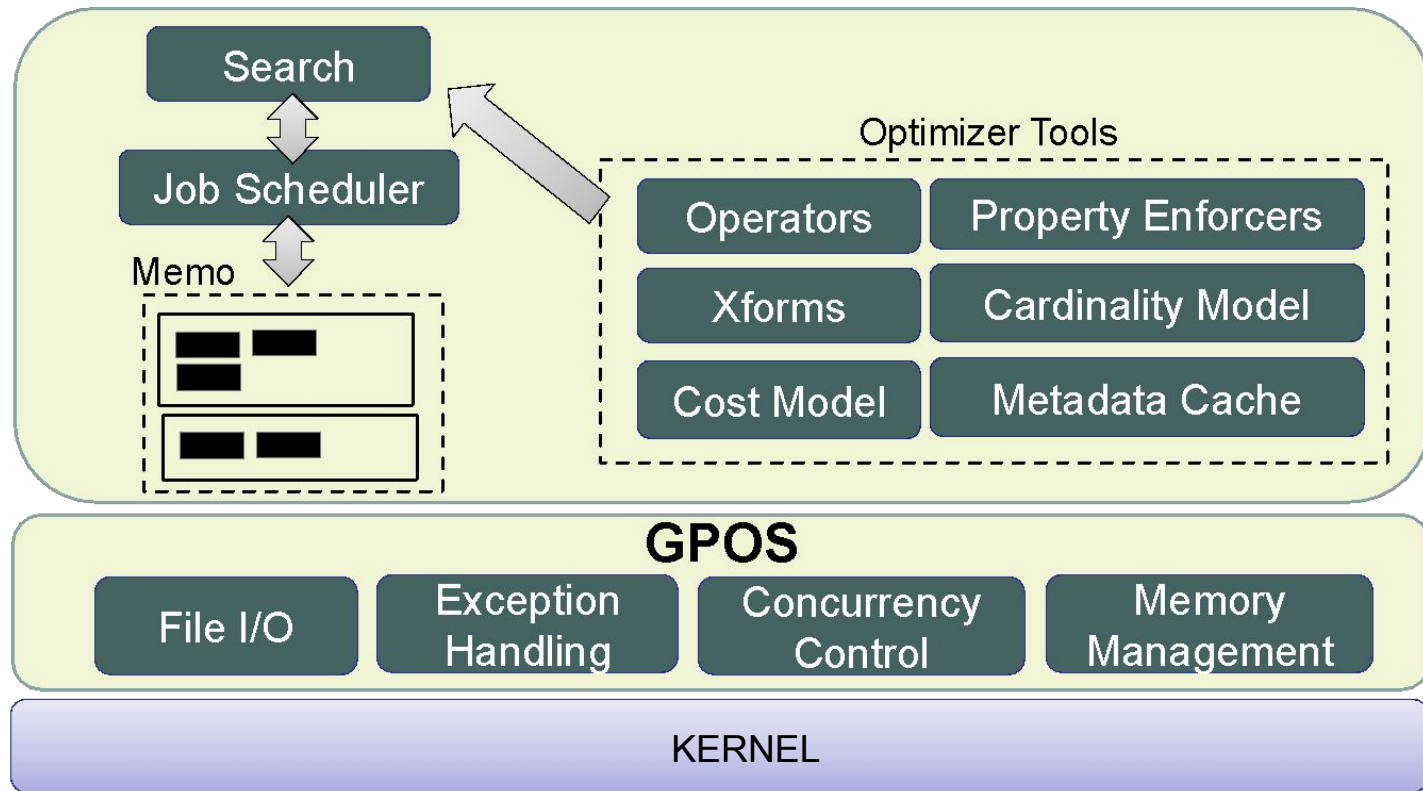 Search
Optimizer Tools
Job Scheduler
Operators
Property Enforcers
Memo
Xforms
Cardinality Model
Cost Model
Metadata Cache
GPOS
File I/O
Exception
Handling
Concurrency
Control
Memory
Management
KERNEL